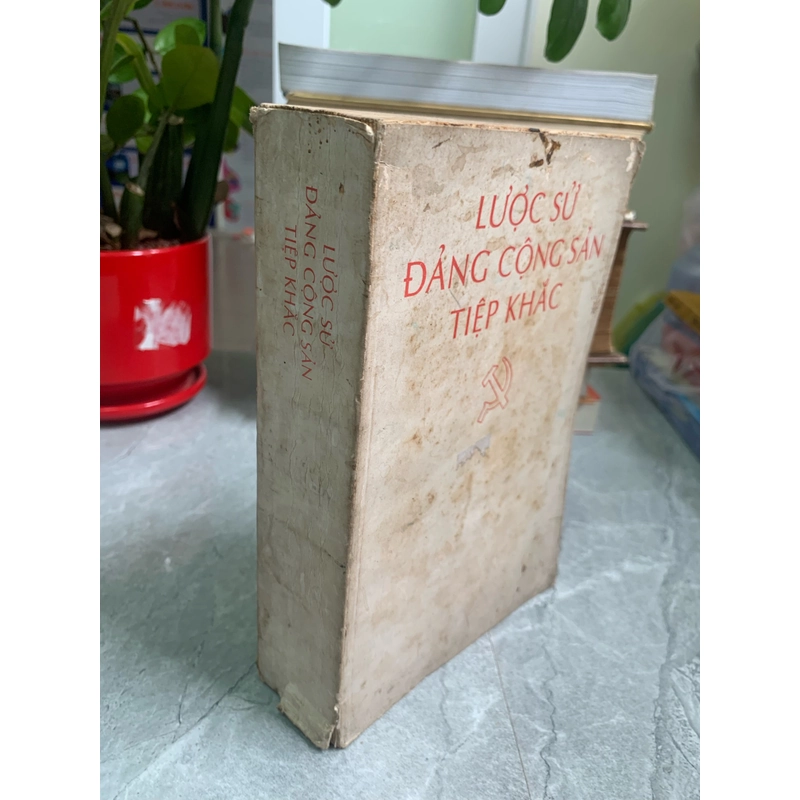 LƯỢC SỬ
ĐẢNG CỘNG SẢN
TIỆP KHẮC
LƯỢC SỬ
ĐẢNG CỘNG SẢN
TIỆP KHẮC